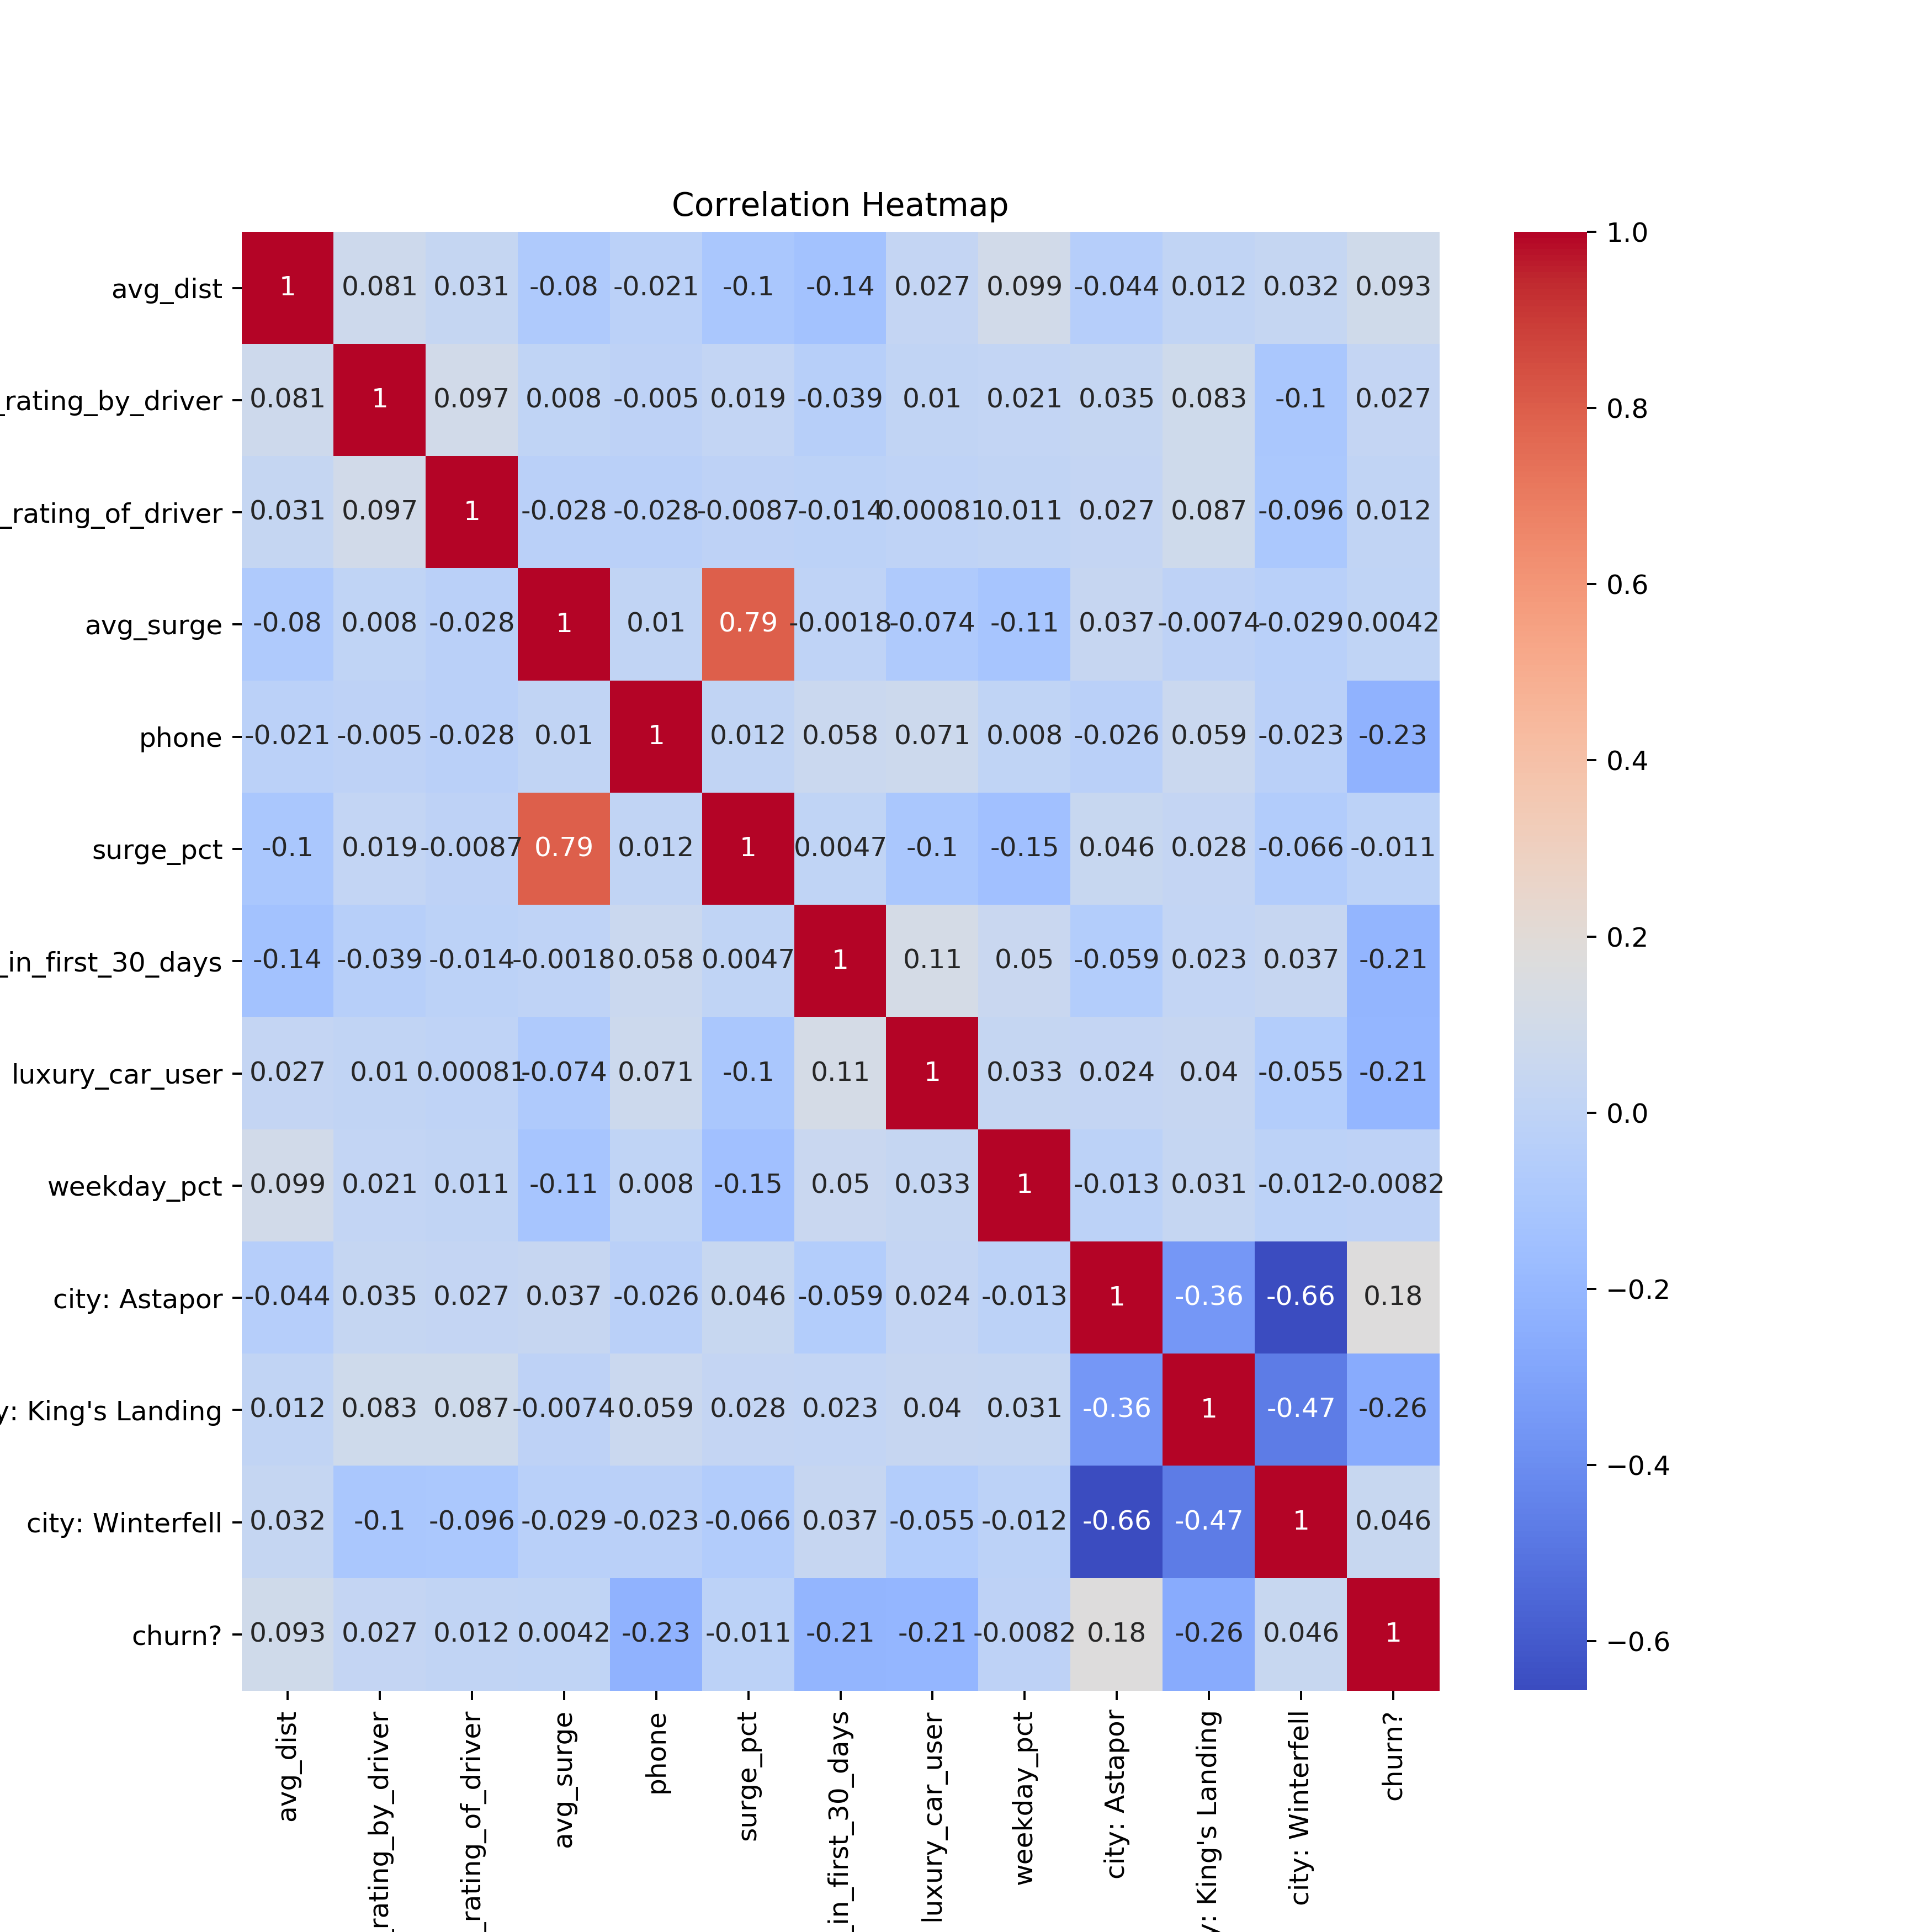 Correlation Heatmap
avg_dist 1 0.081 0.031 -0.08 -0.021 -0.1 -0.14 0.027 0.099 -0.044 0.012 0.032 0.093
_rating_by_driver 0.081 1 0.097 0.008 -0.005 0.019 -0.039 0.01 0.021 0.035 0.083 -0.1 0.027
_rating_of_driver 0.031 0.097 1 -0.028 -0.028 -0.0087 -0.014 0.00081 0.011 0.027 0.087 -0.096 0.012
avg_surge -0.08 0.008 -0.028 1 0.01 0.79 -0.0018 -0.074 -0.11 0.037 -0.0074 -0.029 0.0042
phone -0.021 -0.005 -0.028 0.01 1 0.012 0.058 0.071 0.008 -0.026 0.059 -0.023 -0.23
surge_pct -0.1 0.019 -0.0087 0.79 0.012 1 0.0047 -0.1 -0.15 0.046 0.028 -0.066 -0.011
_in_first_30_days -0.14 -0.039 -0.014 -0.0018 0.058 0.0047 1 0.11 0.05 -0.059 0.023 0.037 -0.21
luxury_car_user 0.027 0.01 0.00081 -0.074 0.071 -0.1 0.11 1 0.033 0.024 0.04 -0.055 -0.21
weekday_pct 0.099 0.021 0.011 -0.11 0.008 -0.15 0.05 0.033 1 -0.013 0.031 -0.012 -0.0082
city: Astapor -0.044 0.035 0.027 0.037 -0.026 0.046 -0.059 0.024 -0.013 1 -0.36 -0.66 0.18
y: King's Landing 0.012 0.083 0.087 -0.0074 0.059 0.028 0.023 0.04 0.031 -0.36 1 -0.47 -0.26
city: Winterfell 0.032 -0.1 -0.096 -0.029 -0.023 -0.066 0.037 -0.055 -0.012 -0.66 -0.47 1 0.046
churn? 0.093 0.027 0.012 0.0042 -0.23 -0.011 -0.21 -0.21 -0.0082 0.18 -0.26 0.046 1
avg_dist
rating_by_driver
_rating_of_driver
avg_surge
phone
surge_pct
in_first_30_days
luxury_car_user
weekday_pct
city: Astapor
y: King's Landing
city: Winterfell
churn?
1.0
0.8
0.6
0.4
0.2
0.0
−0.2
−0.4
−0.6